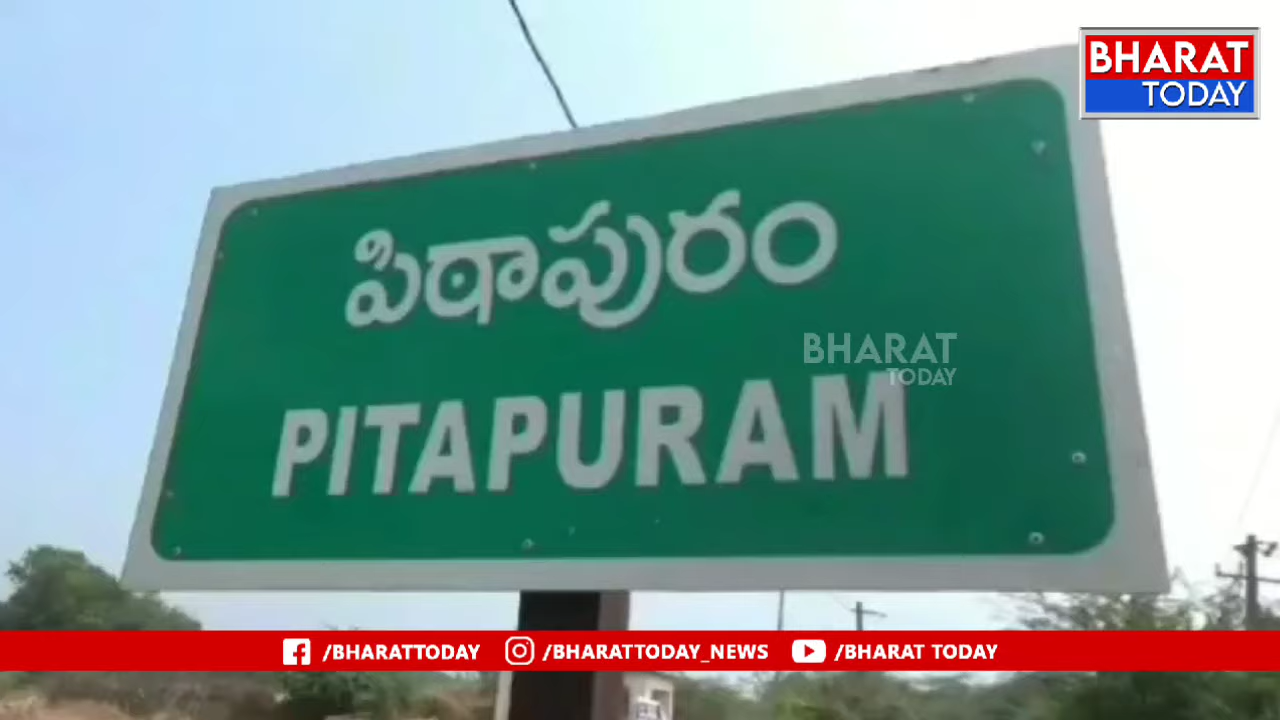 BHARAT
TODAY
పిఠాపురం
BHARAT
TODAY
PITAPURAM
/BHARATTODAY /BHARATTODAY_NEWS /BHARAT TODAY